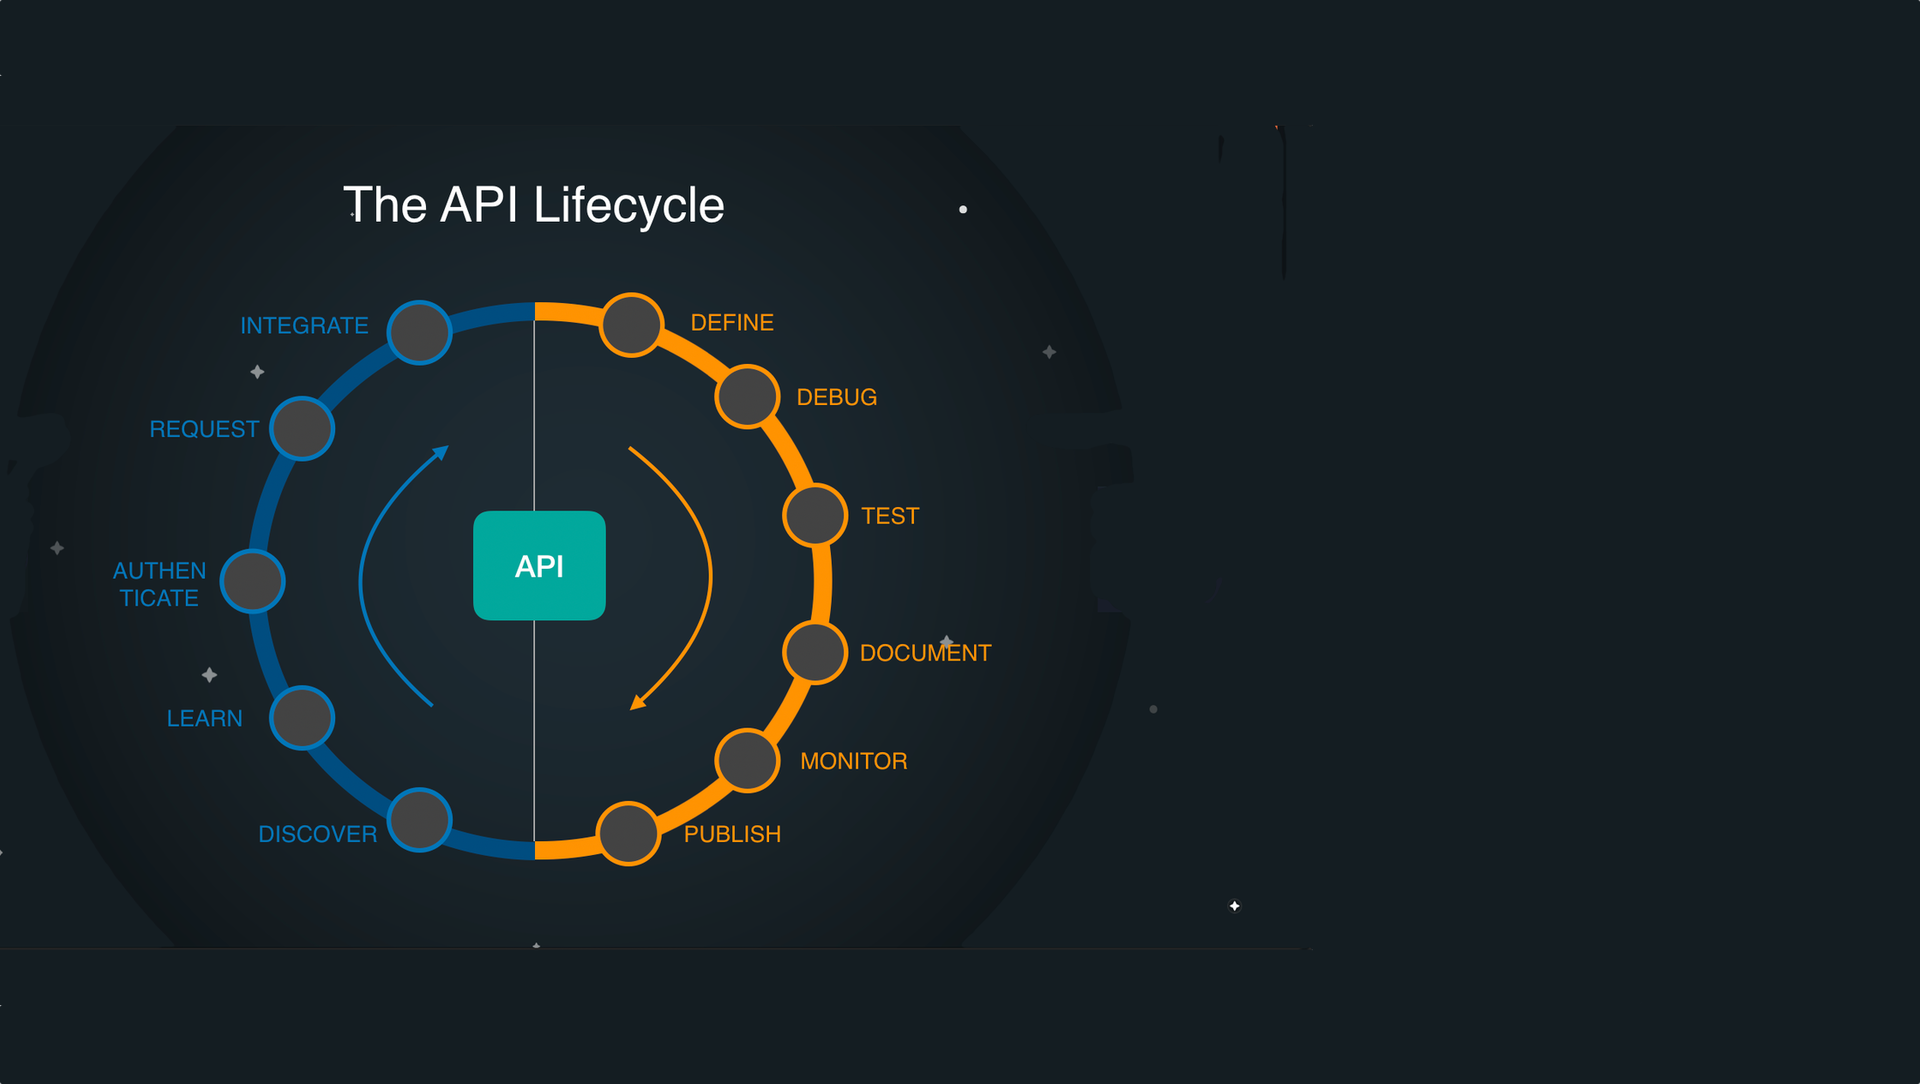 The API Lifecycle
INTEGRATE
DEFINE
DEBUG
REQUEST
TEST
API
AUTHEN
TICATE
DOCUMENT
LEARN
MONITOR
DISCOVER
PUBLISH